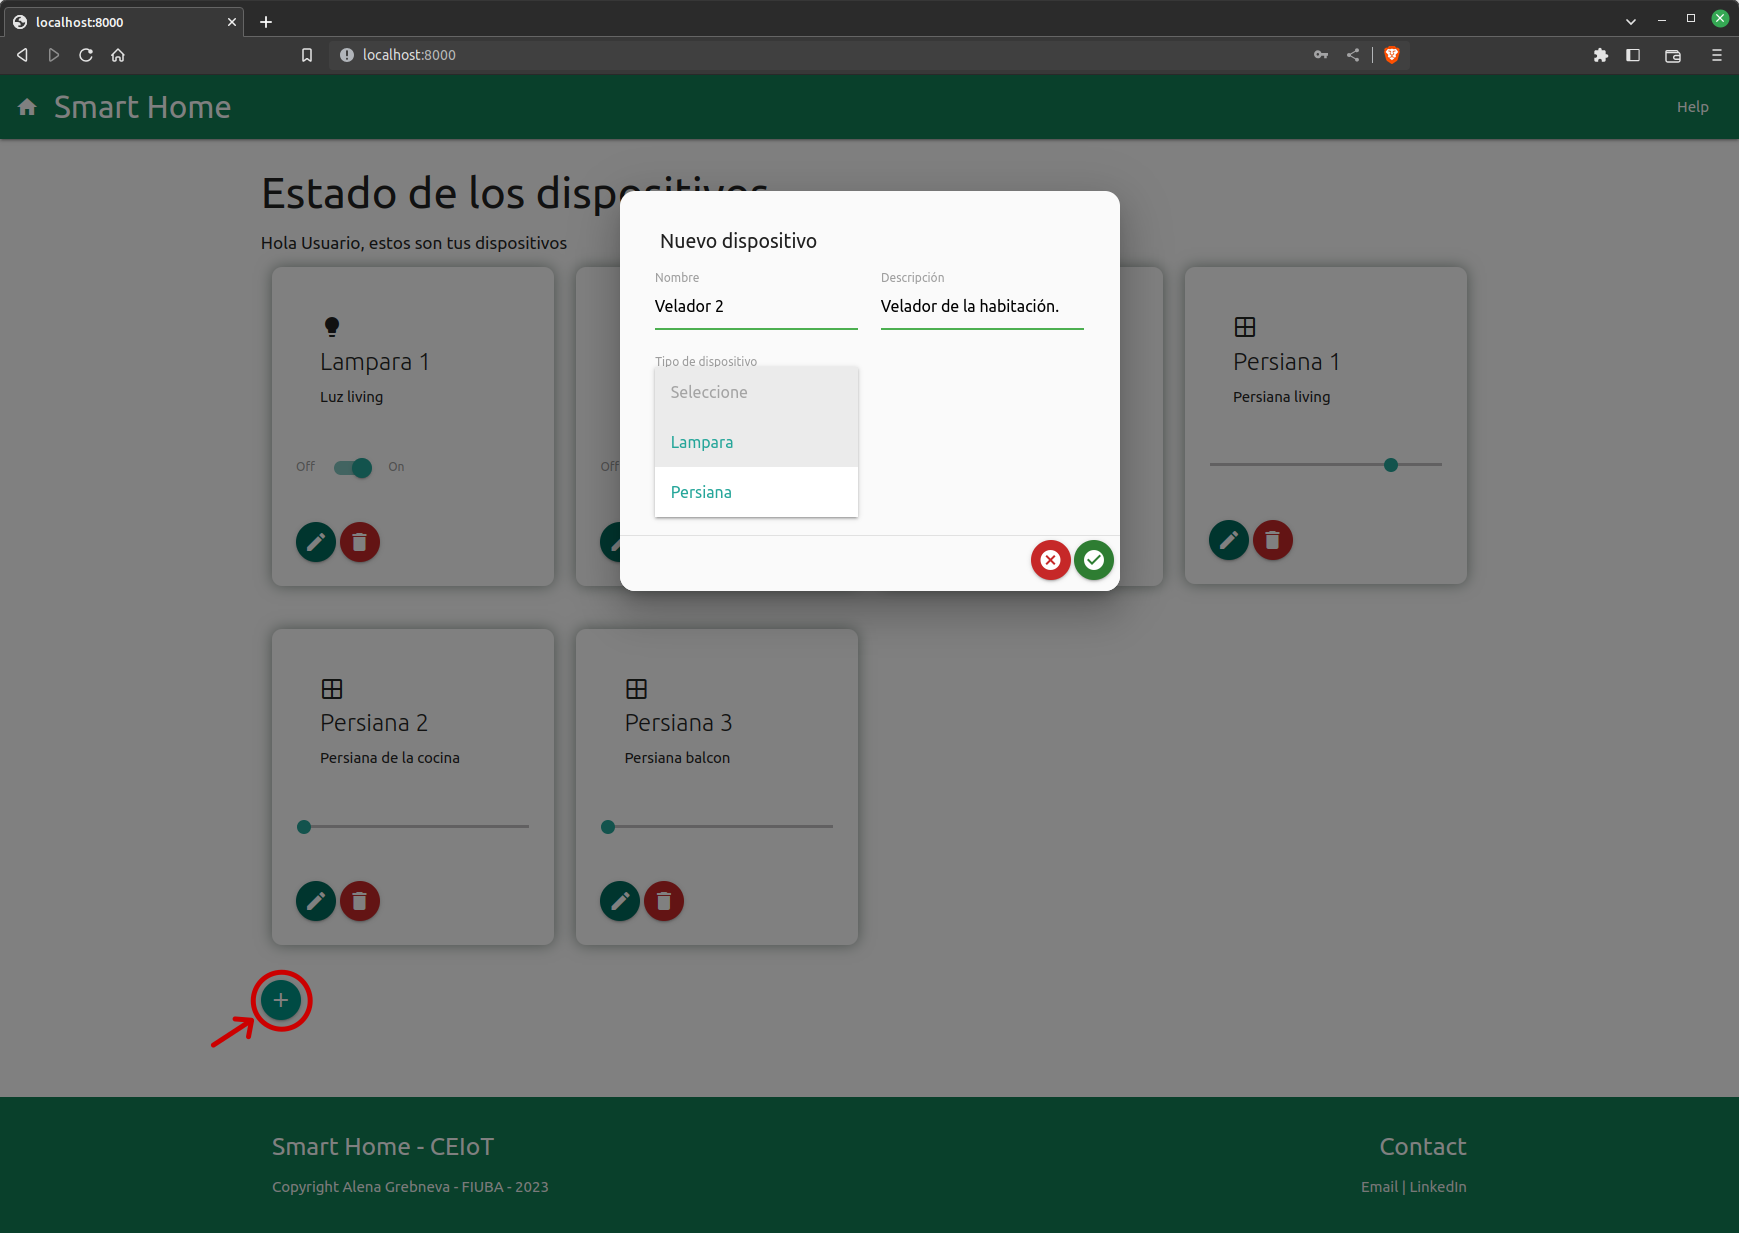 localhost:8000
localhost:8000
Smart Home
Help
Estado de los dispositivos
Hola Usuario, estos son tus dispositivos
Nuevo dispositivo
Nombre
Descripción
Velador 2
Velador de la habitación.
Tipo de dispositivo
Seleccione
Lampara
Persiana
Lampara 1
Luz living
Off
On
Off
Persiana 1
Persiana living
Persiana 2
Persiana de la cocina
Persiana 3
Persiana balcon
Smart Home - CEIoT
Copyright Alena Grebneva - FIUBA - 2023
Contact
Email | LinkedIn